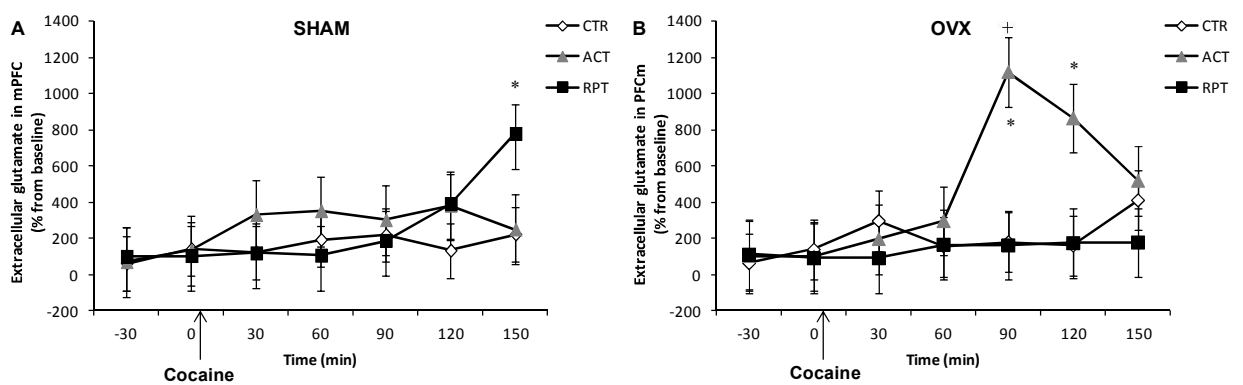 A
SHAM
Extracellular glutamate in mPFC
(% from baseline)
1400
1200
1000
800
600
400
200
0
-200
*
CTR
ACT
RPT
-30 0 30 60 90 120 150
Time (min)
Cocaine
B
OVX
Extracellular glutamate in PFCm
(% from baseline)
1400
1200
1000
800
600
400
200
0
-200
+
*
*
CTR
ACT
RPT
-30 0 30 60 90 120 150
Time (min)
Cocaine